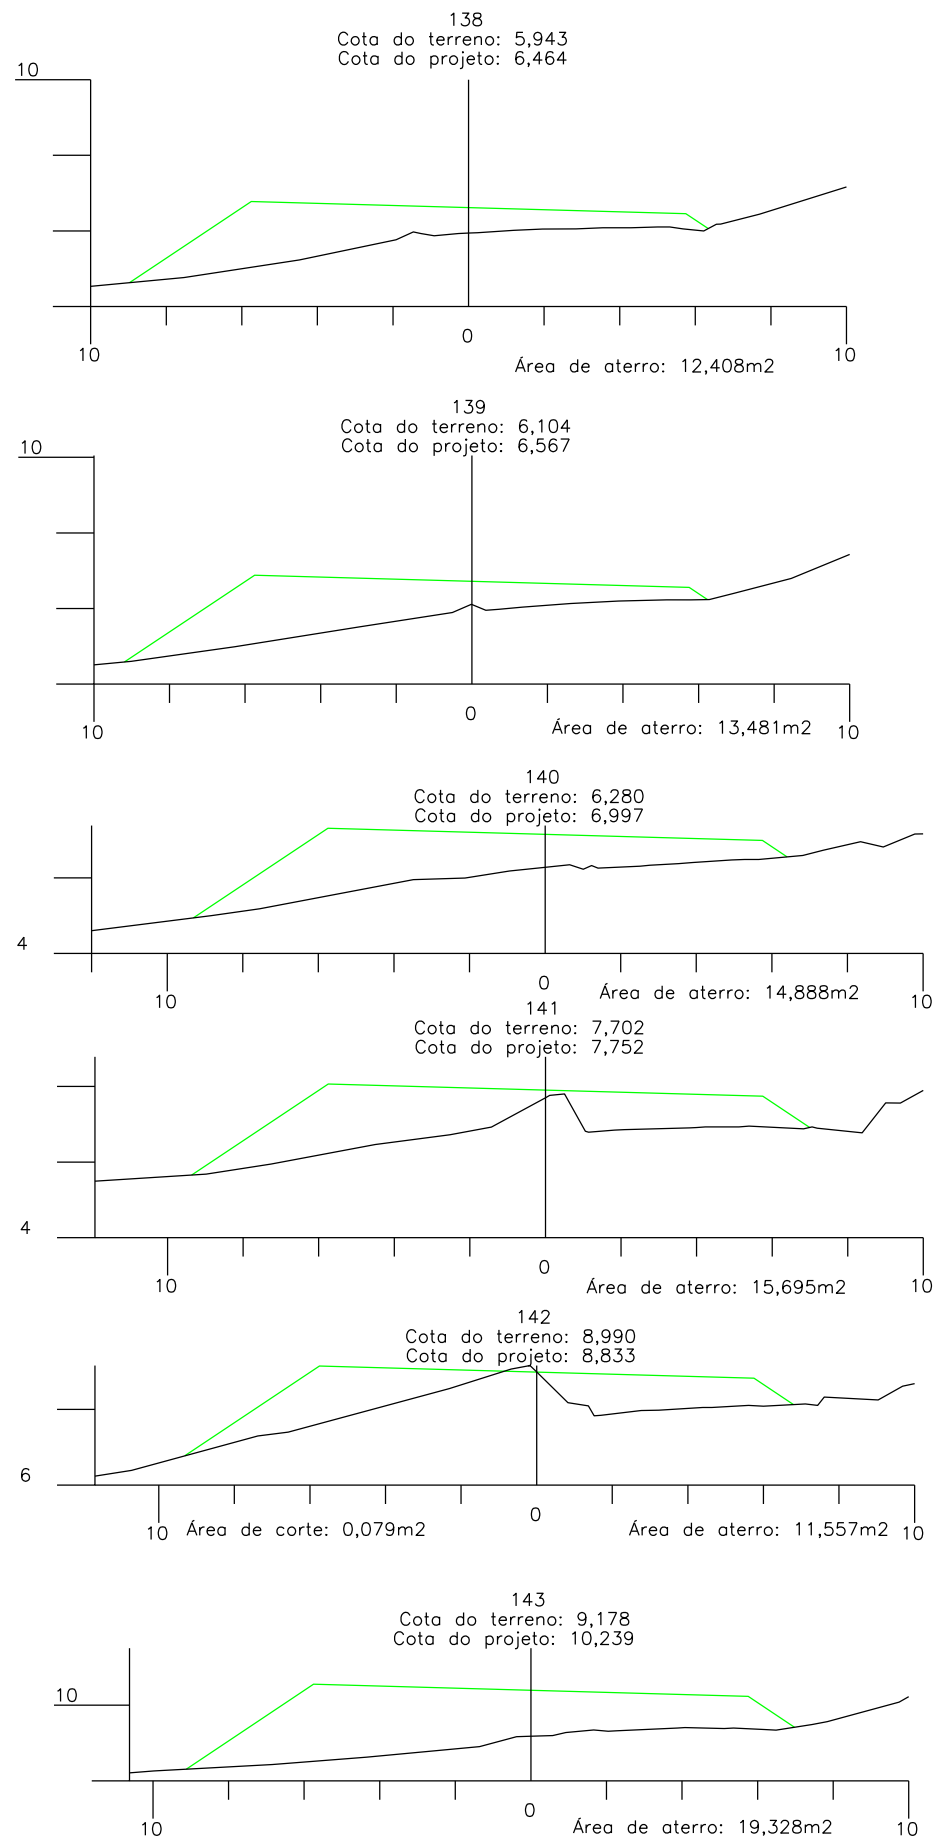 138
Cota do terreno: 5,943
Cota do projeto: 6,464
10
10
0
10
Área de aterro: 12,408m2
139
Cota do terreno: 6,104
Cota do projeto: 6,567
10
10
0
10
Área de aterro: 13,481m2
140
Cota do terreno: 6,280
Cota do projeto: 6,997
4
10
0
10
Área de aterro: 14,888m2
141
Cota do terreno: 7,702
Cota do projeto: 7,752
4
10
0
10
Área de aterro: 15,695m2
142
Cota do terreno: 8,990
Cota do projeto: 8,833
6
10
Área de corte: 0,079m2
0
Área de aterro: 11,557m2
10
143
Cota do terreno: 9,178
Cota do projeto: 10,239
10
10
0
Área de aterro: 19,328m2
10